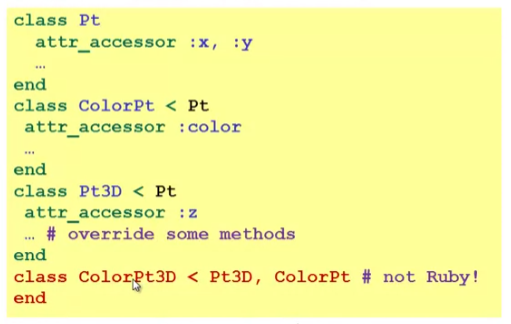 class Pt
attr_accessor :x, :y
…
end
class ColorPt < Pt
attr_accessor :color
…
end
class Pt3D < Pt
attr_accessor :z
… # override some methods
end
class ColorPt3D < Pt3D, ColorPt # not Ruby!
end